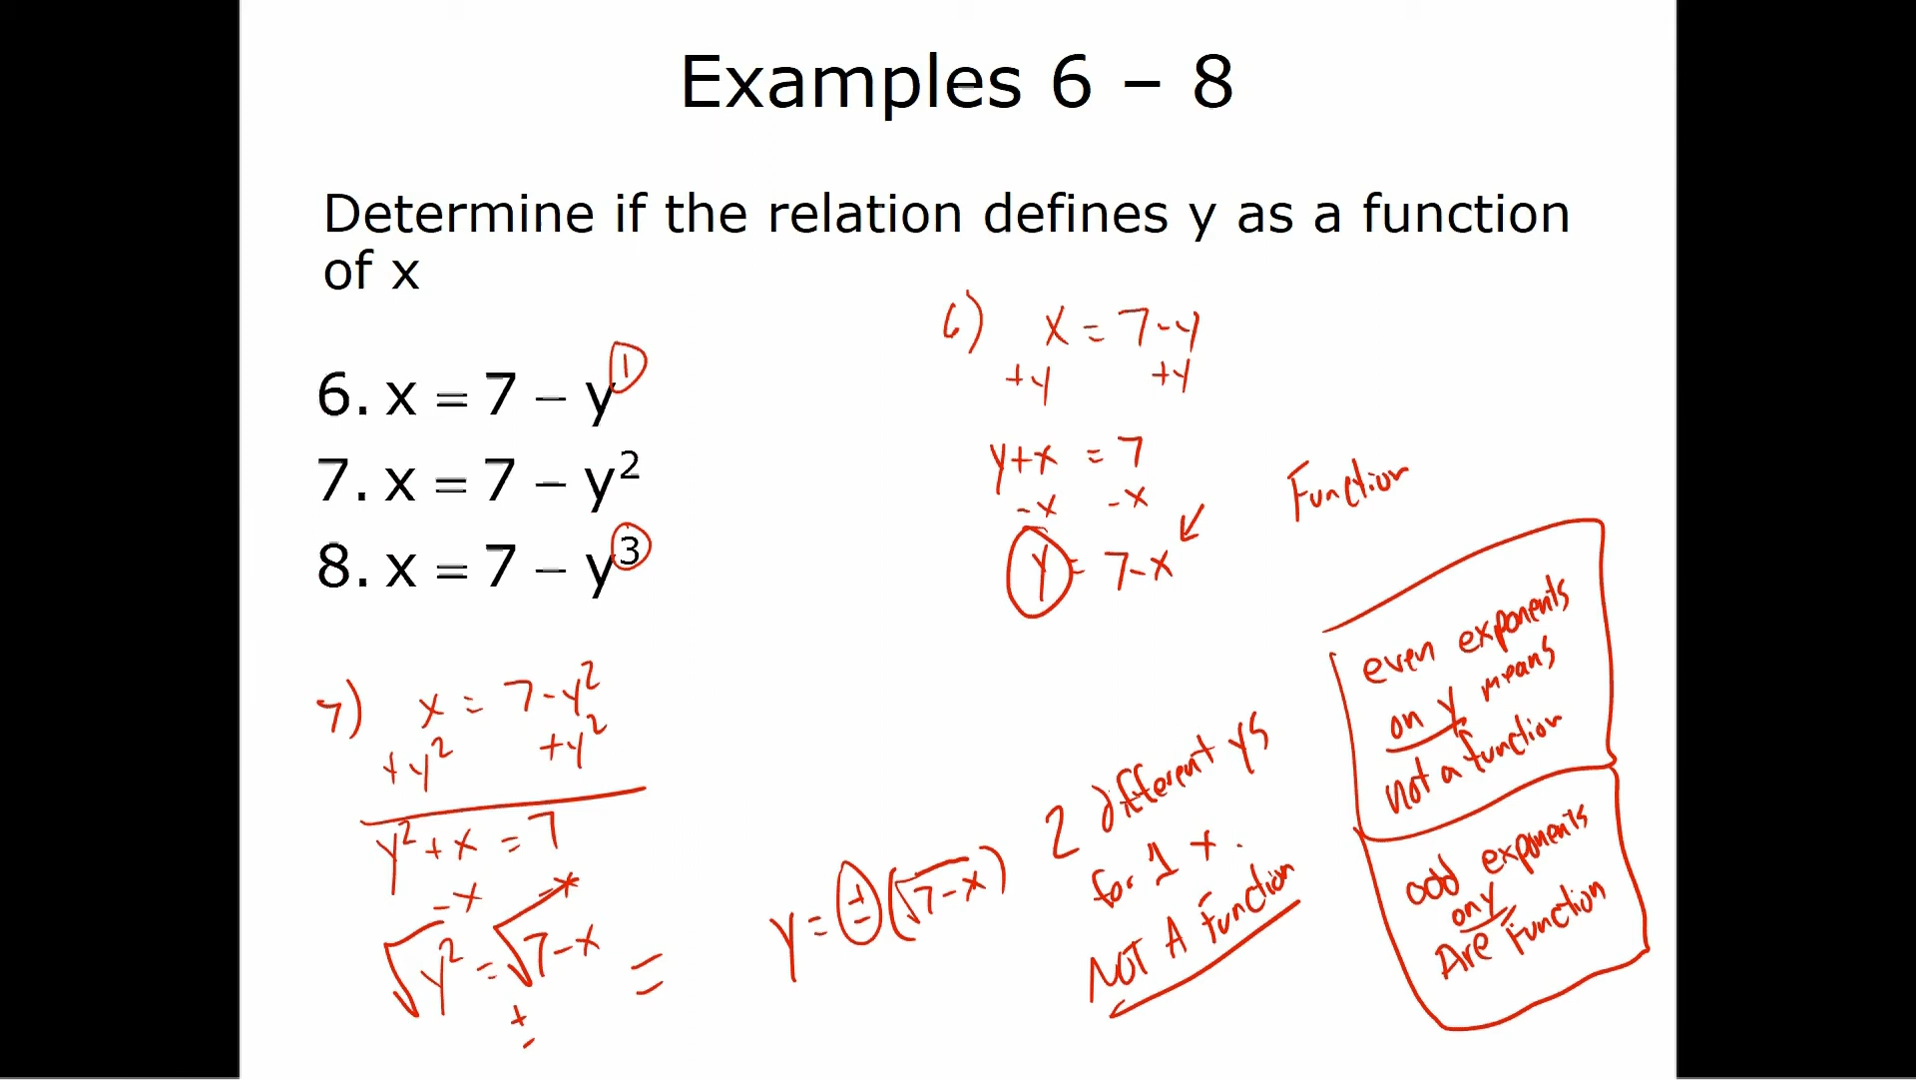 Examples 6 – 8
Determine if the relation defines y as a function
of x
6. x = 7 – y^1
7. x = 7 – y²
8. x = 7 – y³
6) x = 7-y
+y +y
y+x = 7
-x -x
y = 7-x
Function
7) x = 7-y²
+y² +y²
y²+x = 7
-x -x
√y² = √7-x =
±
y = ±(√7-x)
2 different ys
for 1 x.
NOT A function
even exponents
on y means
not a function
odd exponents
on y
Are function